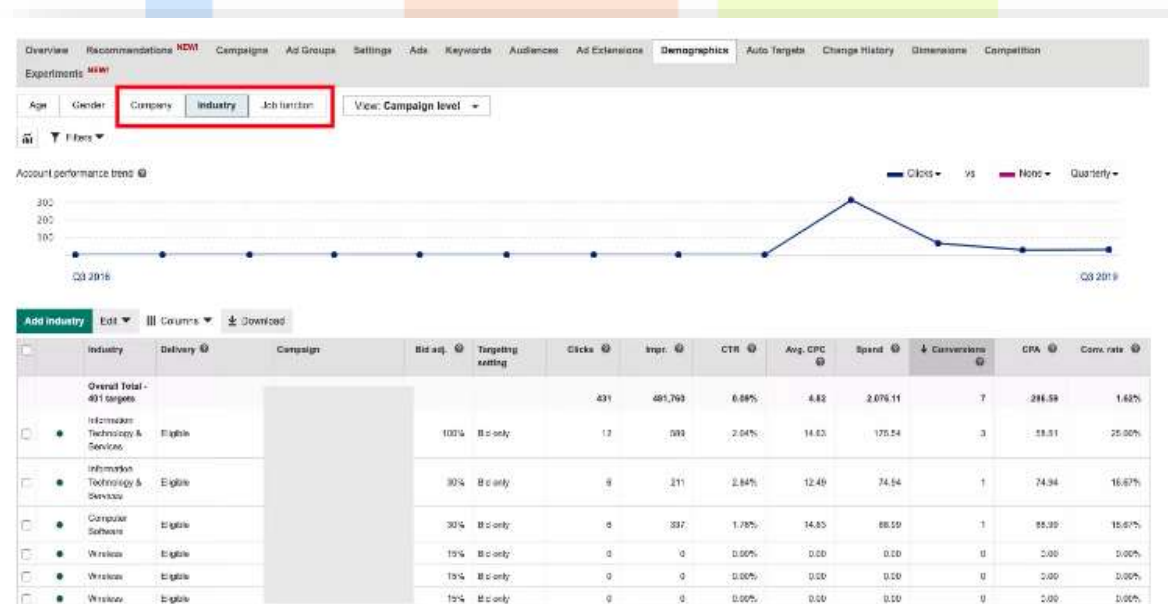 Overview Recommendations NEW! Campaigns Ad Groups Settings Ads Keywords Audiences Ad Extensions Demographics Auto Targets Change History Dimensions Competition
Experiments NEW!
Age Gender Company Industry Job function View: Campaign level
Filters
Account performance trend Clicks vs None Quarterly
300
200
100
Q3 2016 Q3 2019
Add industry Edit Columns Download
Industry Delivery Campaign Bid adj. Targeting setting Clicks Impr. CTR Avg. CPC Spend Conversions CPA Conv. rate
Overall Total -
401 targets 431 481,760 0.09% 4.82 2,076.11 7 296.59 1.62%
Information
Technology & Services Eligible 100% Bid only 12 589 2.04% 14.63 175.54 3 58.51 25.00%
Information
Technology & Services Eligible 30% Bid only 6 211 2.84% 12.49 74.94 1 74.94 16.67%
Computer
Software Eligible 30% Bid only 6 337 1.78% 14.83 1 16.67%
Wireless Eligible 15% Bid only 0 0 0.00% 0.00 0.00 0 0.00 0.00%
Wireless Eligible 15% Bid only 0 0 0.00% 0.00 0.00 0 0.00 0.00%
Wireless Eligible 15% Bid only 0 0 0.00% 0.00 0.00 0 0.00 0.00%